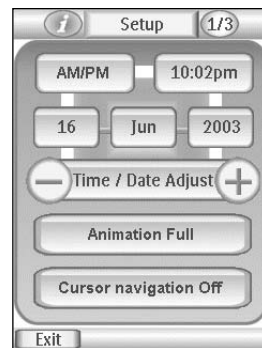 i Setup 1/3
AM/PM 10:02pm
16 Jun 2003
− Time / Date Adjust +
Animation Full
Cursor navigation Off
Exit